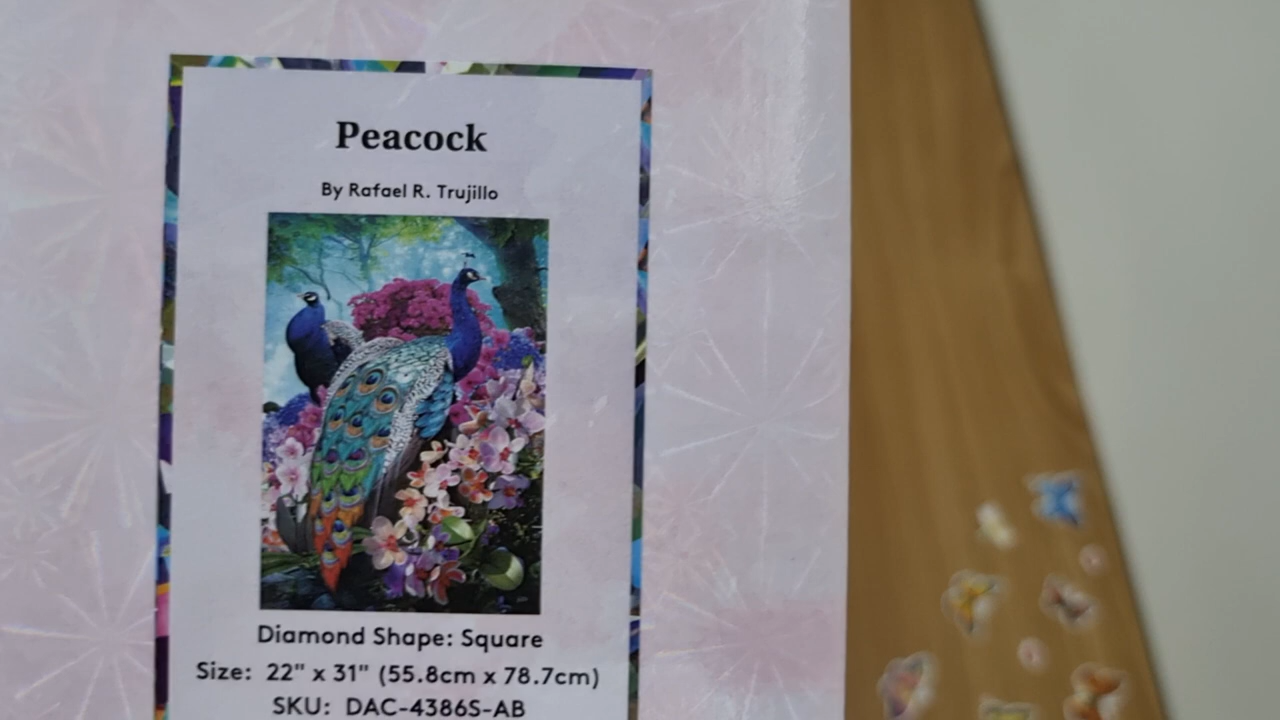 Peacock
By Rafael R. Trujillo
Diamond Shape: Square
Size: 22" x 31" (55.8cm x 78.7cm)
SKU: DAC-4386S-AB